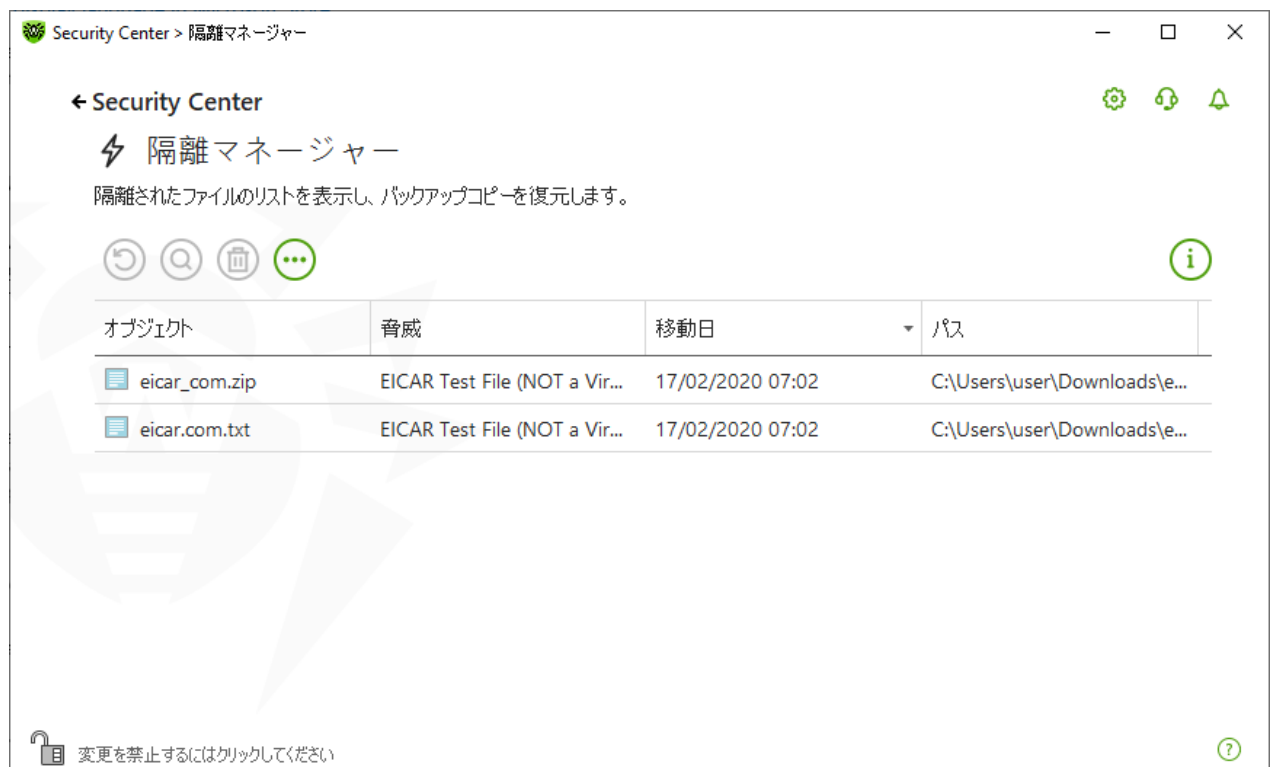 Security Center > 隔離マネージャー
Security Center
隔離マネージャー
隔離されたファイルのリストを表示し、バックアップコピーを復元します。
オブジェクト 脅威 移動日 パス
eicar_com.zip EICAR Test File (NOT a Vir... 17/02/2020 07:02 C:\Users\user\Downloads\e...
eicar.com.txt EICAR Test File (NOT a Vir... 17/02/2020 07:02 C:\Users\user\Downloads\e...
変更を禁止するにはクリックしてください